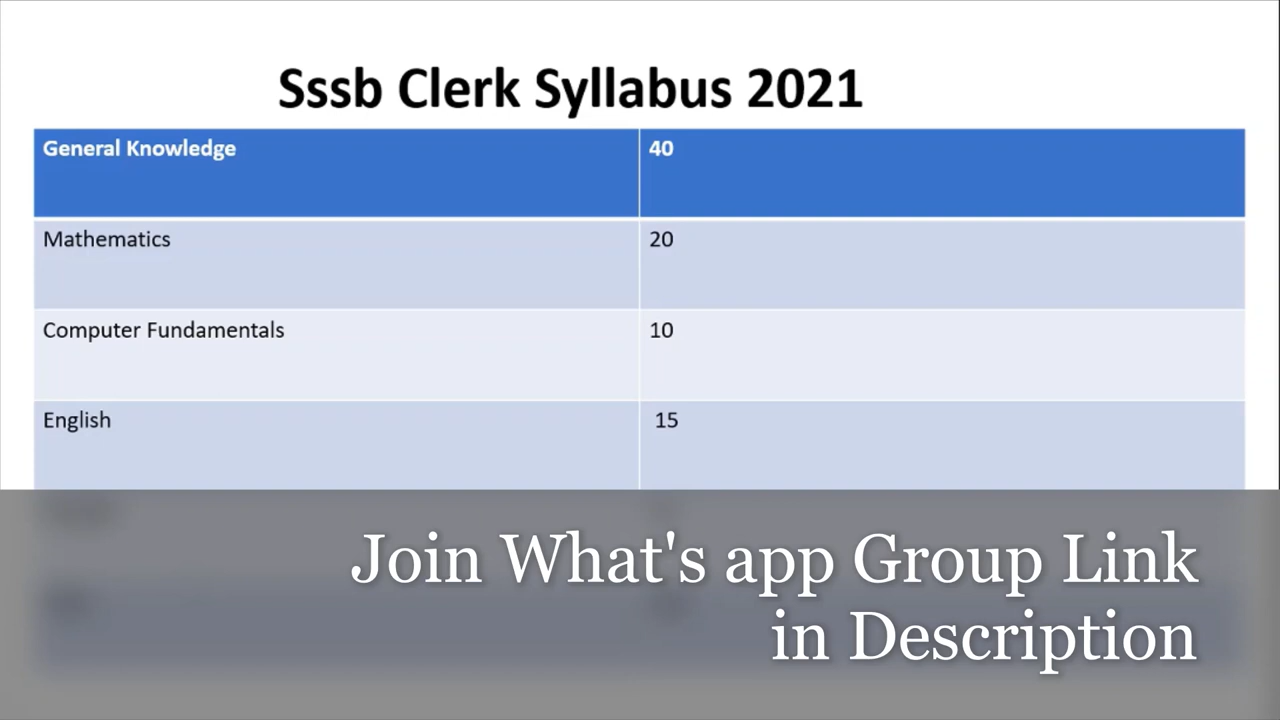 Sssb Clerk Syllabus 2021
General Knowledge 40
Mathematics 20
Computer Fundamentals 10
English 15
Join What's app Group Link
in Description